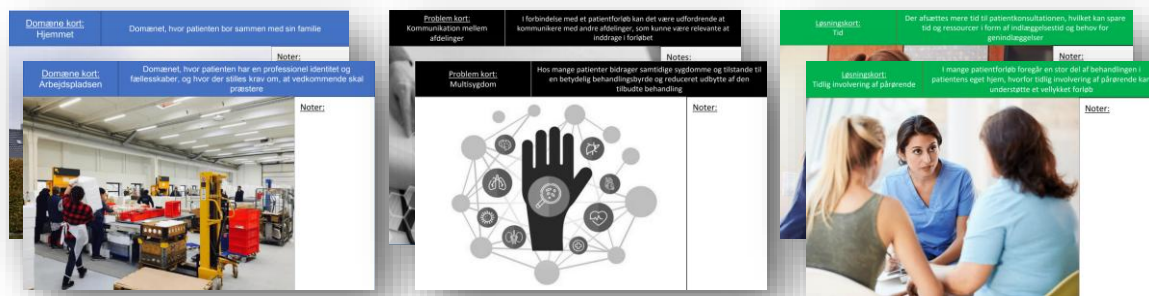 Domæne kort:
Hjemmet
Domænet, hvor patienten bor sammen med sin familie
Noter:
Domæne kort:
Arbejdspladsen
Domænet, hvor patienten har en professionel identitet og
fællesskaber, og hvor der stilles krav om, at vedkommende skal
præstere
Noter:
Problem kort:
Kommunikation mellem
afdelinger
I forbindelse med et patientforløb kan det være udfordrende at
kommunikere med andre afdelinger, som kunne være relevante at
inddrage i forløbet
Notes:
Problem kort:
Multisygdom
Hos mange patienter bidrager samtidige sygdomme og tilstande til
en betydelig behandlingsbyrde og reduceret udbytte af den
tilbudte behandling
Noter:
Løsningskort:
Tid
Der afsættes mere tid til patientkonsultationen, hvilket kan spare
tid og ressourcer i form af indlæggelsestid og behov for
genindlæggelser
Noter:
Løsningskort:
Tidlig involvering af pårørende
I mange patientforløb foregår en stor del af behandlingen i
patientens eget hjem, hvorfor tidlig involvering af pårørende kan
understøtte et vellykket forløb
Noter: